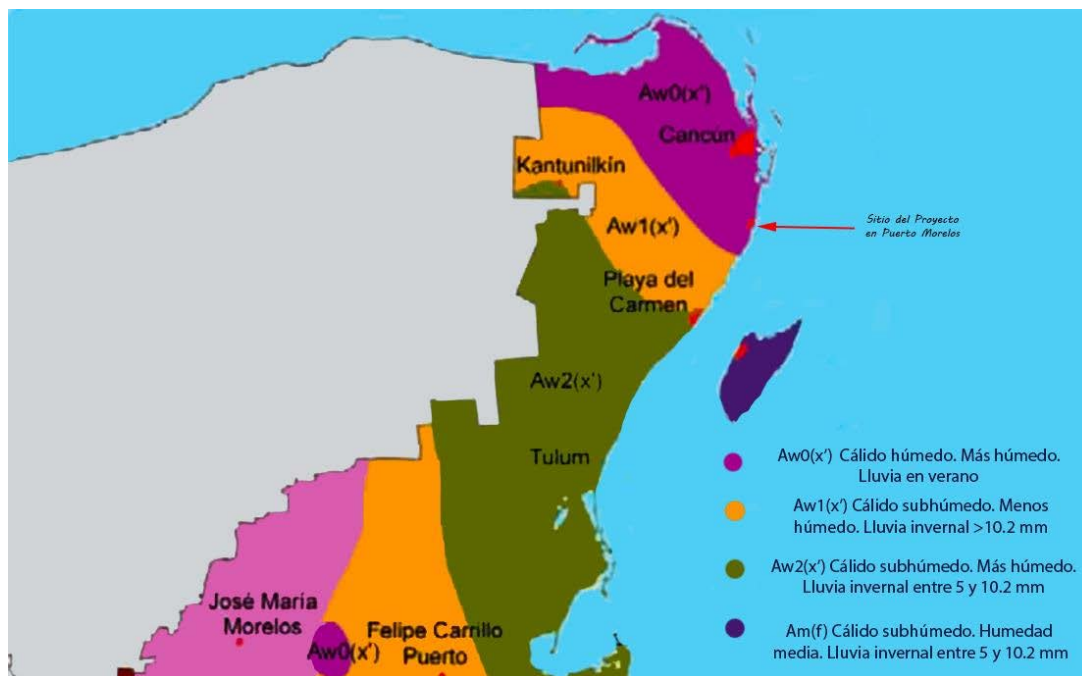 Aw0(x')
Cancún
Kantunilkín
Sitio del Proyecto
en Puerto Morelos
Aw1(x')
Playa del
Carmen
Aw2(x')
Tulum
José María
Morelos
Aw0(x')
Felipe Carrillo
Puerto
Aw0(x') Cálido húmedo. Más húmedo.
Lluvia en verano
Aw1(x') Cálido subhúmedo. Menos
húmedo. Lluvia invernal >10.2 mm
Aw2(x') Cálido subhúmedo. Más húmedo.
Lluvia invernal entre 5 y 10.2 mm
Am(f) Cálido subhúmedo. Humedad
media. Lluvia invernal entre 5 y 10.2 mm